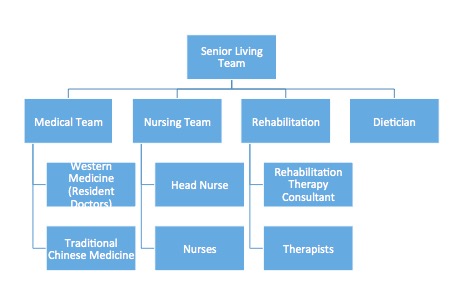 Senior Living
Team
Medical Team
Nursing Team
Rehabilitation
Dietician
Western
Medicine
(Resident
Doctors)
Head Nurse
Rehabilitation
Therapy
Consultant
Traditional
Chinese Medicine
Nurses
Therapists